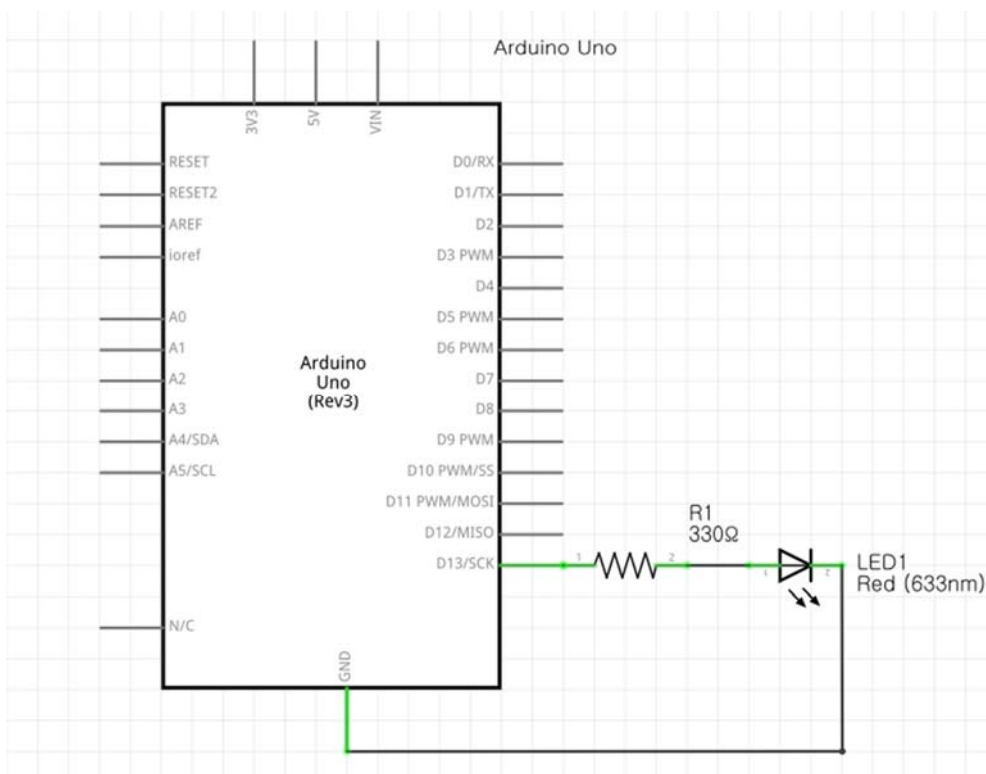 Arduino Uno
3V3
5V
VIN
RESET
RESET2
AREF
ioref
A0
A1
A2
A3
A4/SDA
A5/SCL
N/C
Arduino
Uno
(Rev3)
D0/RX
D1/TX
D2
D3 PWM
D4
D5 PWM
D6 PWM
D7
D8
D9 PWM
D10 PWM/SS
D11 PWM/MOSI
D12/MISO
D13/SCK
GND
1
2
R1
330Ω
1
2
LED1
Red (633nm)